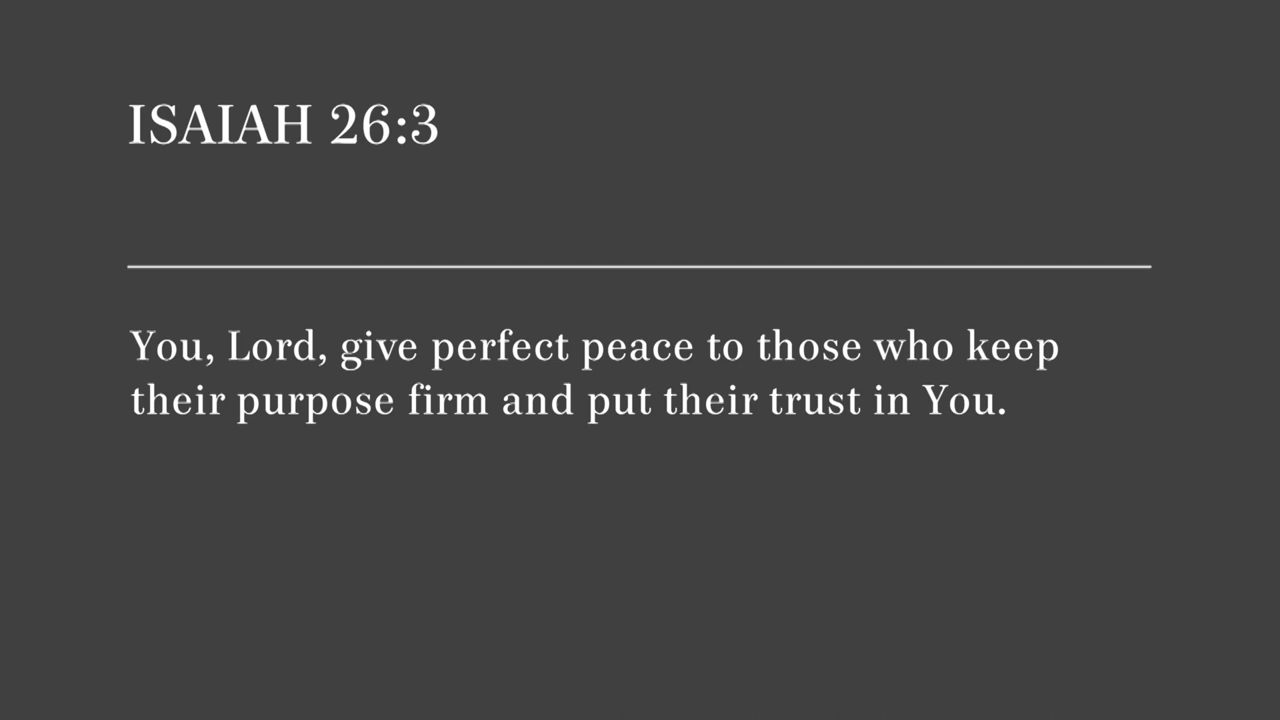 ISAIAH 26:3
You, Lord, give perfect peace to those who keep
their purpose firm and put their trust in You.